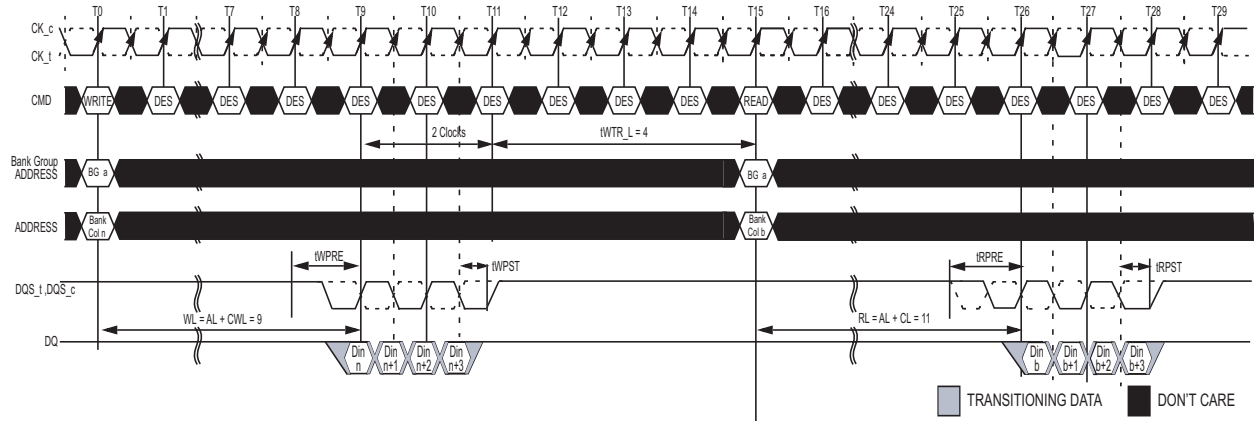 T0 T1 T7 T8 T9 T10 T11 T12 T13 T14 T15 T16 T24 T25 T26 T27 T28 T29
CK_c
CK_t
CMD WRITE DES DES DES DES DES DES DES DES DES READ DES DES DES DES DES DES DES
2 Clocks tWTR_L = 4
Bank Group
ADDRESS BG a BG a
ADDRESS Bank
Col n Bank
Col b
tWPRE tWPST tRPRE tRPST
DQS_t ,DQS_c
WL = AL + CWL = 9 RL = AL + CL = 11
DQ Din
n Din
n+1 Din
n+2 Din
n+3 Din
b Din
b+1 Din
b+2 Din
b+3
TRANSITIONING DATA DON'T CARE